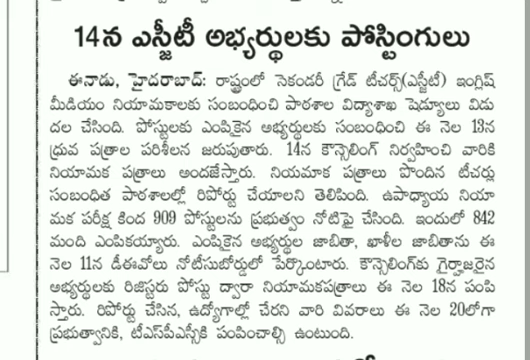 14న ఎస్జీటీ అభ్యర్థులకు పోస్టింగులు
ఈనాడు, హైదరాబాద్: రాష్ట్రంలో సెకండరీ గ్రేడ్ టీచర్స్(ఎస్జీటీ) ఇంగ్లిష్
మీడియం నియామకాలకు సంబంధించి పాఠశాల విద్యాశాఖ షెడ్యూలు విడు
దల చేసింది. పోస్టులకు ఎంపికైన అభ్యర్థులకు సంబంధించి ఈ నెల 13న
ధ్రువ పత్రాల పరిశీలన జరుపుతారు. 14న కౌన్సెలింగ్ నిర్వహించి వారికి
నియామక పత్రాలు అందజేస్తారు. నియమాక పత్రాలు పొందిన టీచర్లు
సంబంధిత పాఠశాలల్లో రిపోర్టు చేయాలని తెలిపింది. ఉపాధ్యాయ నియా
మక పరీక్ష కింద 909 పోస్టులను ప్రభుత్వం నోటిఫై చేసింది. ఇందులో 842
మంది ఎంపికయ్యారు. ఎంపికైన అభ్యర్థుల జాబితా, ఖాళీల జాబితాను ఈ
నెల 11న డీఈవోలు నోటీసుబోర్డులో పేర్కొంటారు. కౌన్సెలింగ్‌కు గైర్హాజరైన
అభ్యర్థులకు రిజిస్టరు పోస్టు ద్వారా నియామకపత్రాలు ఈ నెల 18న పంపి
స్తారు. రిపోర్టు చేసిన, ఉద్యోగాల్లో చేరని వారి వివరాలు ఈ నెల 20లోగా
ప్రభుత్వానికి, టీఎస్‌పీఎస్సీకి పంపించాల్సి ఉంటుంది.